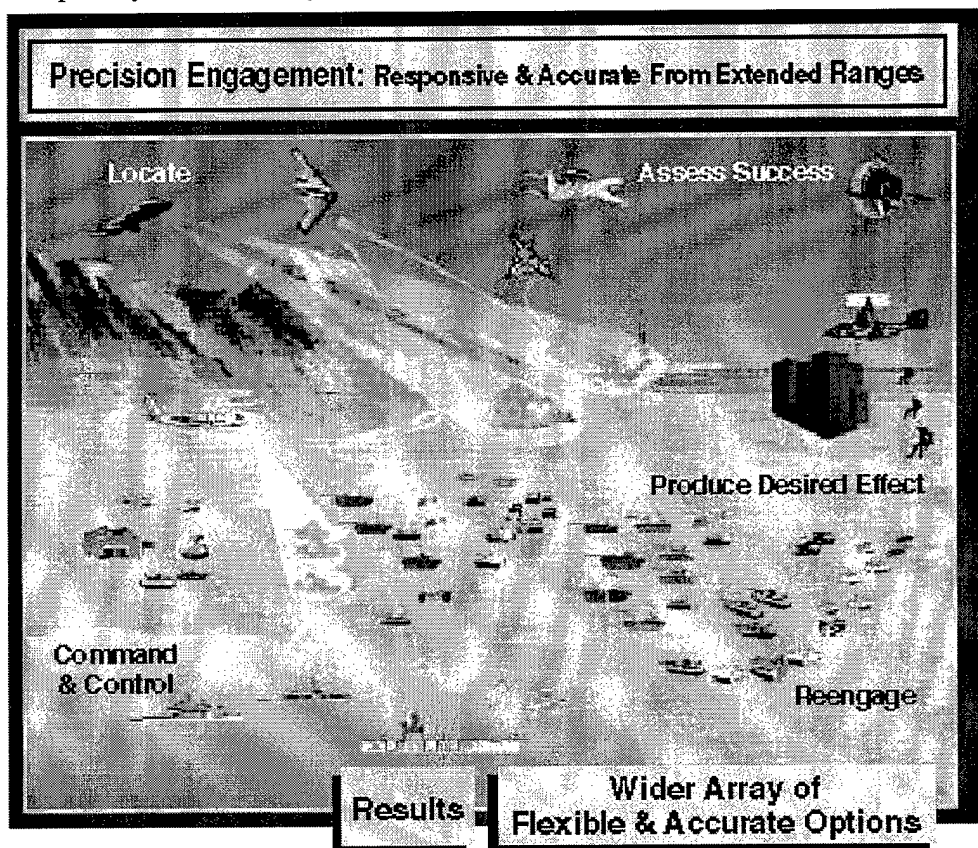 Precision Engagement: Responsive & Accurate From Extended Ranges
Locate
Assess Success
Produce Desired Effect
Command
& Control
Reengage
Results
Wider Array of
Flexible & Accurate Options